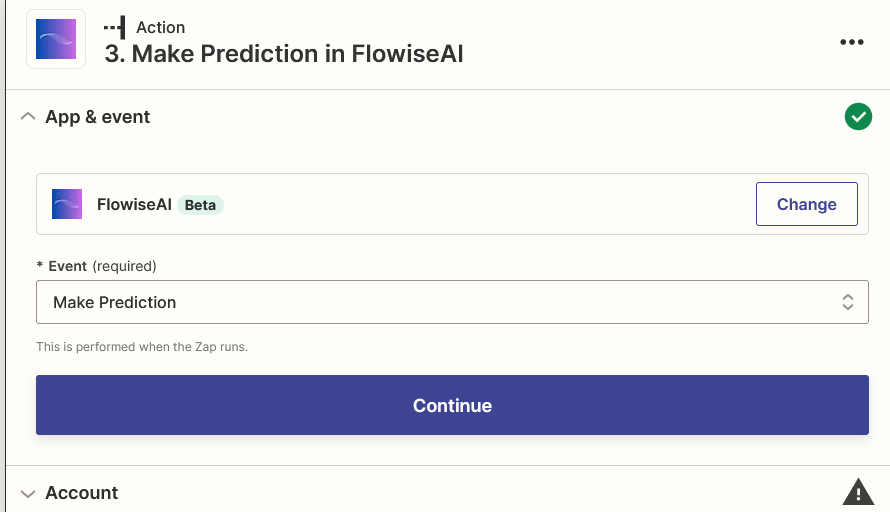 Action
3. Make Prediction in FlowiseAI
App & event
FlowiseAI Beta
Change
* Event (required)
Make Prediction
This is performed when the Zap runs.
Continue
Account